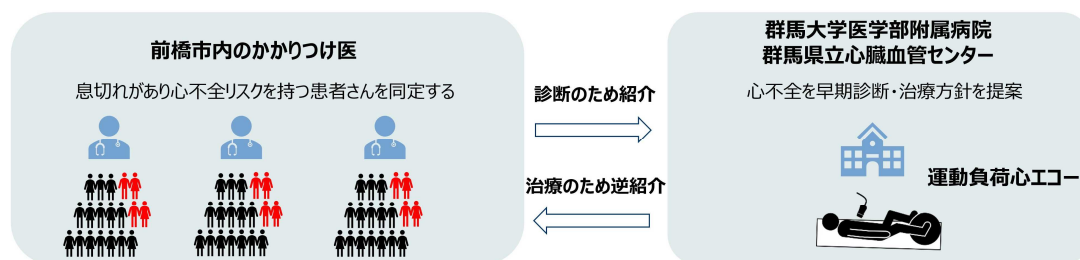 前橋市内のかかりつけ医
息切れがあり心不全リスクを持つ患者さんを同定する
診断のため紹介
治療のため逆紹介
群馬大学医学部附属病院
群馬県立心臓血管センター
心不全を早期診断・治療方針を提案
運動負荷心エコー